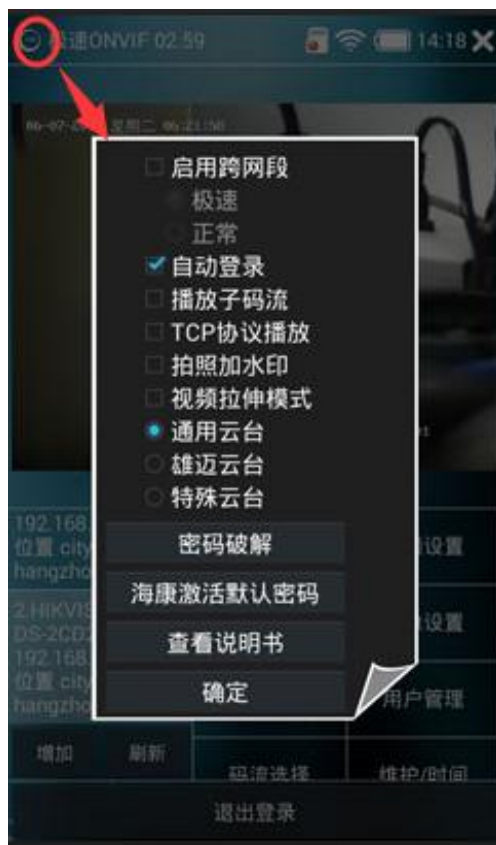 极速ONVIF 02:59
14:18
启用跨网段
极速
正常
自动登录
播放子码流
TCP协议播放
拍照加水印
视频拉伸模式
通用云台
雄迈云台
特殊云台
密码破解
海康激活默认密码
查看说明书
确定
192.168.
位置 city
hangzho
设置
2.HIKVIS
DS-2CD2
192.168.
位置 city
hangzho
设置
用户管理
增加
刷新
码流选择
维护/时间
退出登录